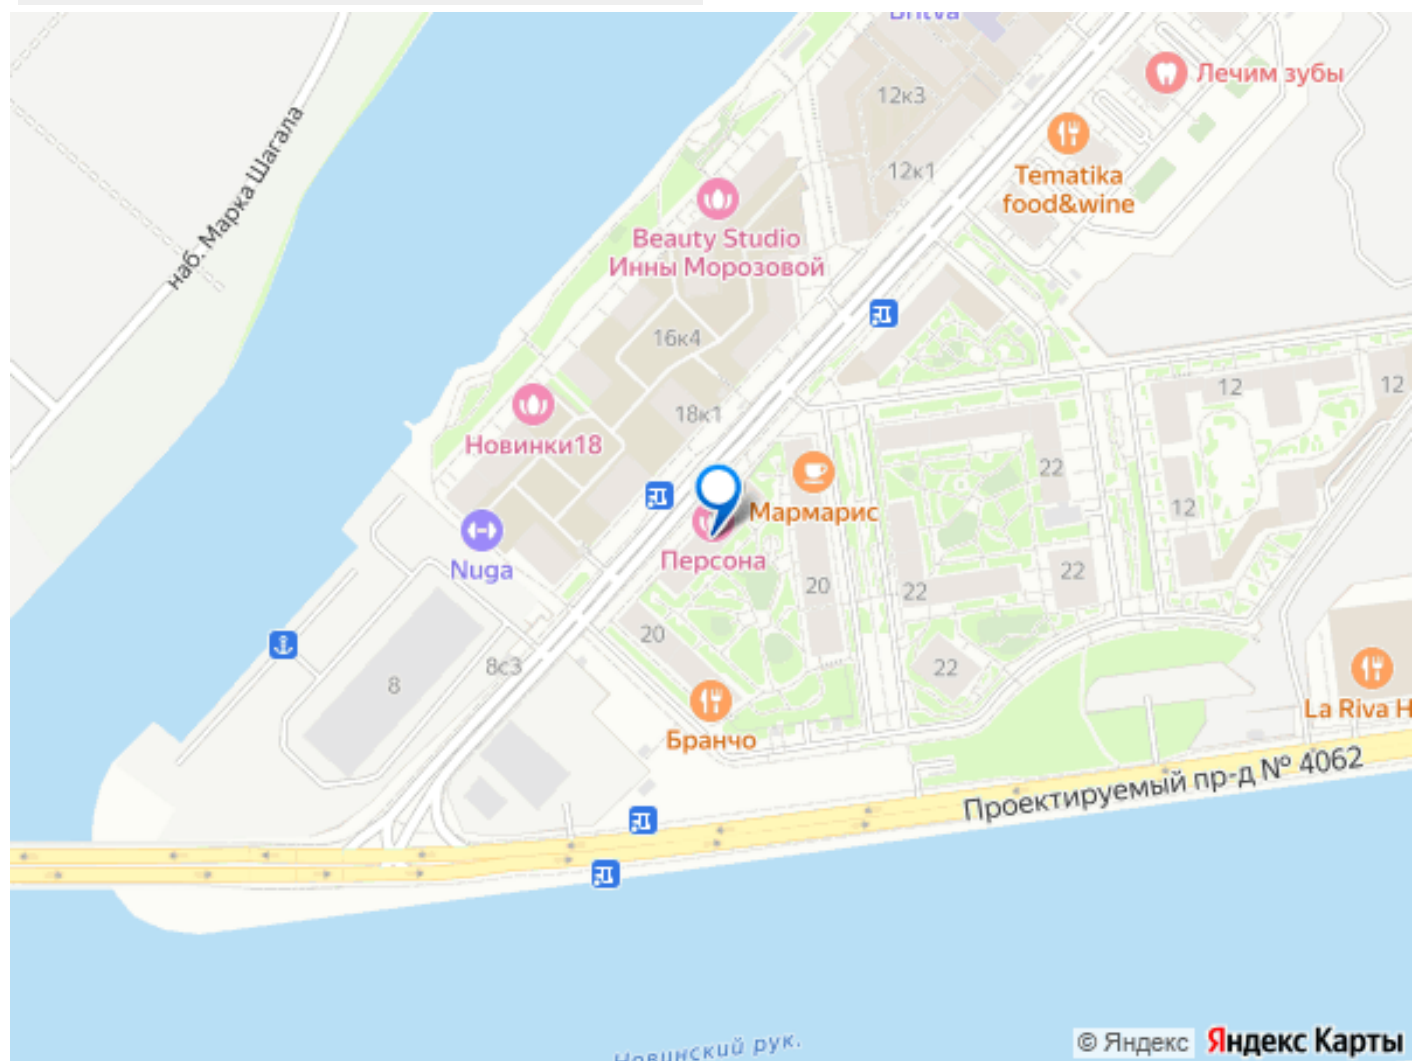 Britva
12к3
Лечим зубы
наб. Марка Шагала
12к1
Tematika
food&wine
Beauty Studio
Инны Морозовой
16к4
18к1
12
12
Новинки18
22
12
Мармарис
Nuga
Персона
20
22
22
20
8с3
8
22
La Riva H
Бранчо
Проектируемый пр-д № 4062
Новинский рук.
© Яндекс Яндекс Карты